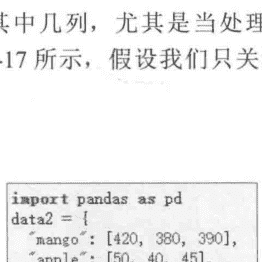 其中几列，尤其是当处理
-17 所示，假设我们只关
import pandas as pd
data2 = {
"mango": [420, 380, 390],
"apple": [50, 40, 45],